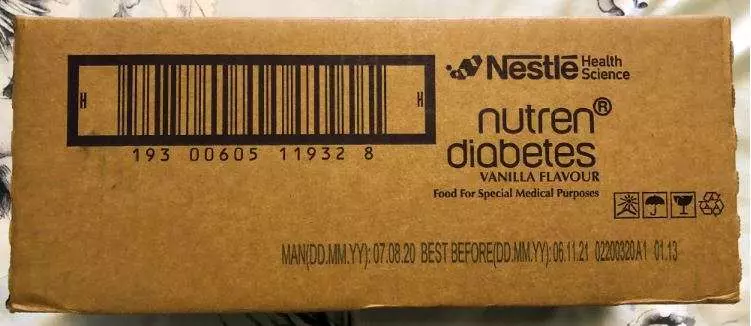 H H
193 00605 11932 8
Nestlé Health
Science
nutren®
diabetes
VANILLA FLAVOUR
Food For Special Medical Purposes
MAN(DD.MM.YY): 07.08.20 BEST BEFORE(DD.MM.YY): 06.11.21 02200320A1 01.13